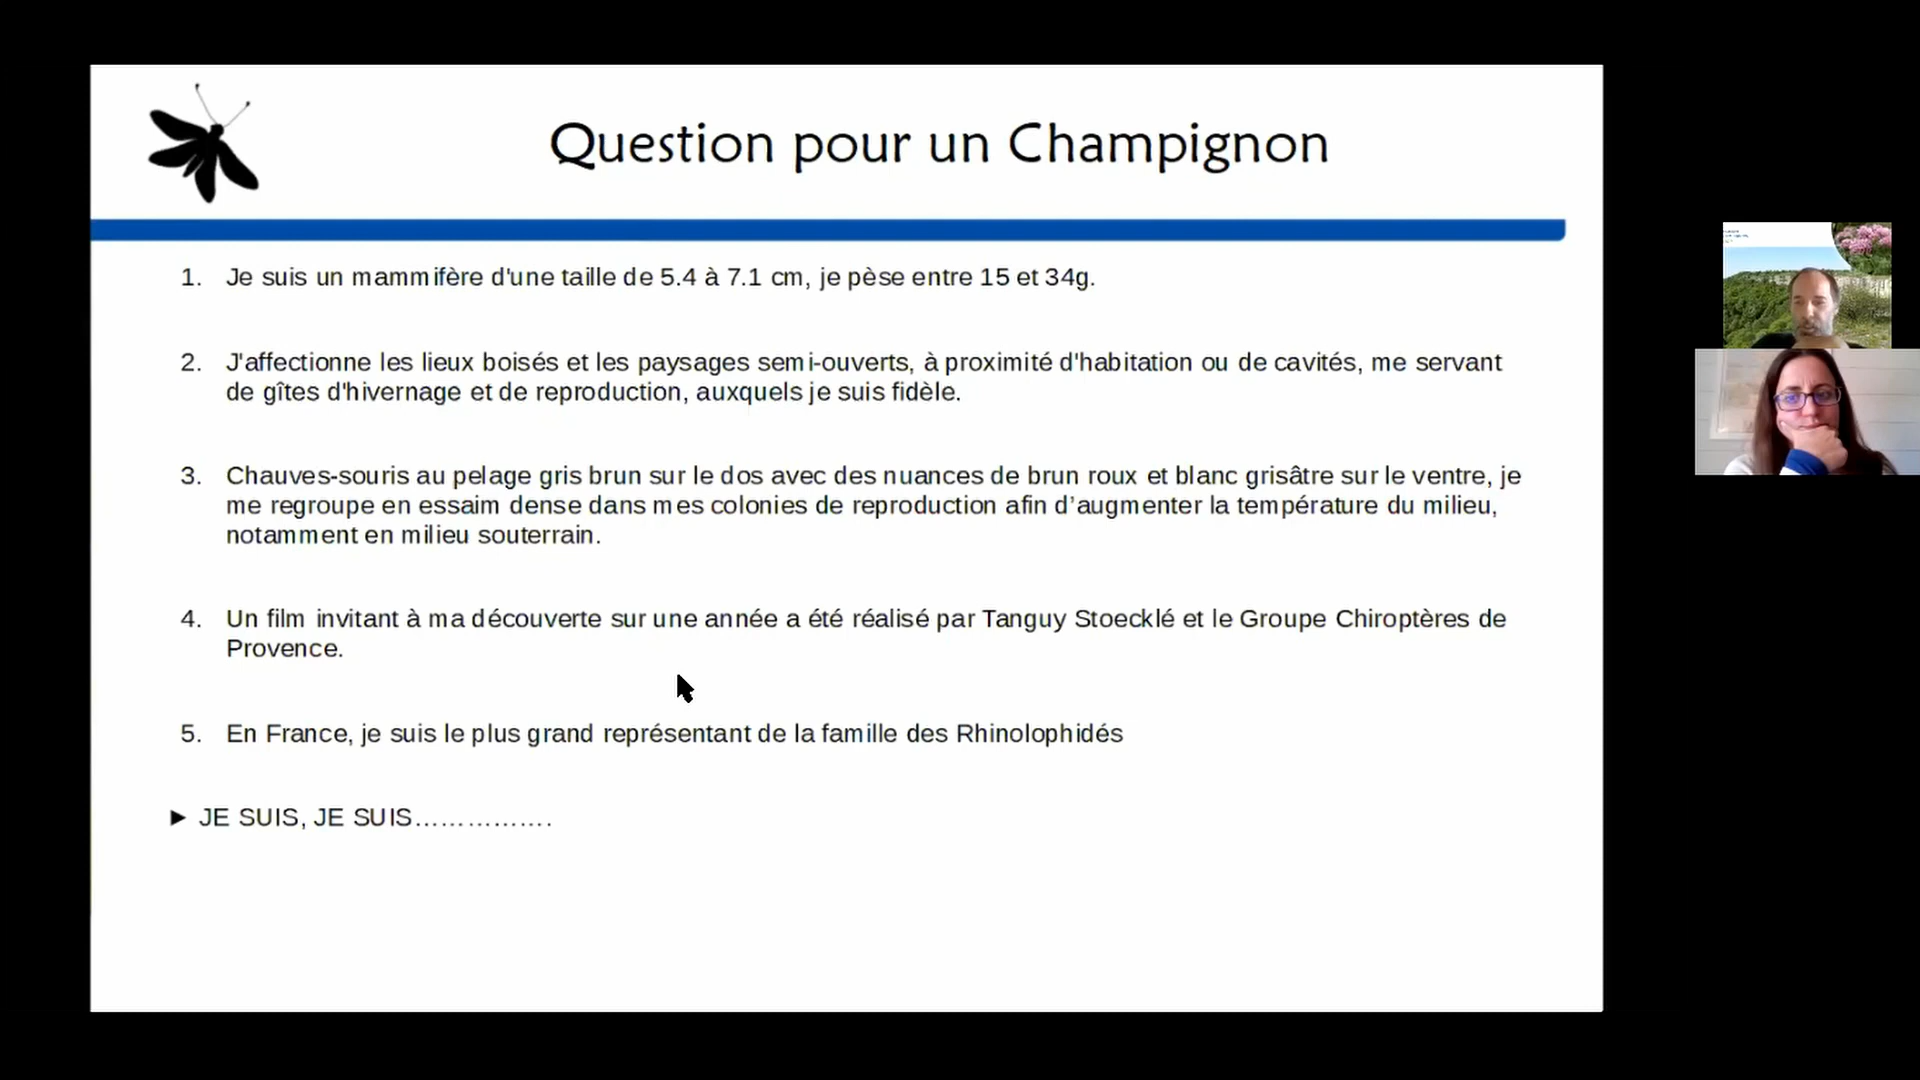 Question pour un Champignon
1. Je suis un mammifère d'une taille de 5.4 à 7.1 cm, je pèse entre 15 et 34g.
2. J'affectionne les lieux boisés et les paysages semi-ouverts, à proximité d'habitation ou de cavités, me servant
de gîtes d'hivernage et de reproduction, auxquels je suis fidèle.
3. Chauves-souris au pelage gris brun sur le dos avec des nuances de brun roux et blanc grisâtre sur le ventre, je
me regroupe en essaim dense dans mes colonies de reproduction afin d’augmenter la température du milieu,
notamment en milieu souterrain.
4. Un film invitant à ma découverte sur une année a été réalisé par Tanguy Stoecklé et le Groupe Chiroptères de
Provence.
5. En France, je suis le plus grand représentant de la famille des Rhinolophidés
► JE SUIS, JE SUIS…………….